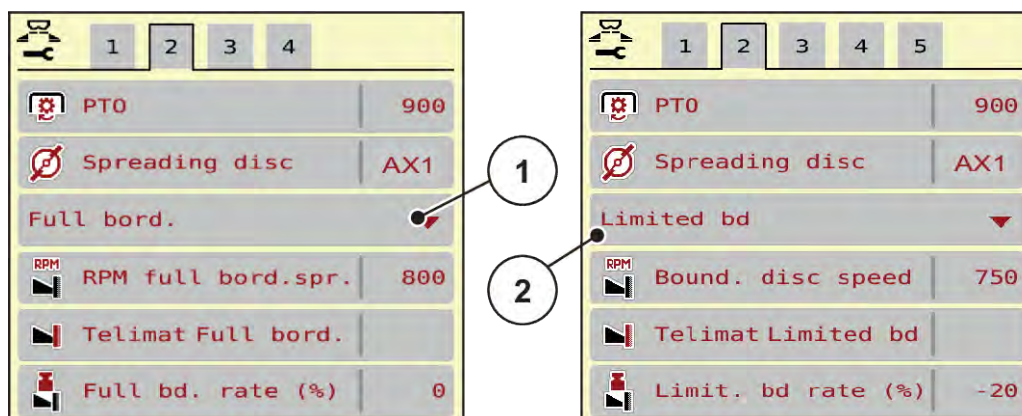 1 2 3 4
PTO 900
Spreading disc AX1
Full bord.
RPM RPM full bord.spr. 800
Telimat Full bord.
Full bd. rate (%) 0
1
2
1 2 3 4 5
PTO 900
Spreading disc AX1
Limited bd
RPM Bound. disc speed 750
Telimat Limited bd
Limit. bd rate (%) -20